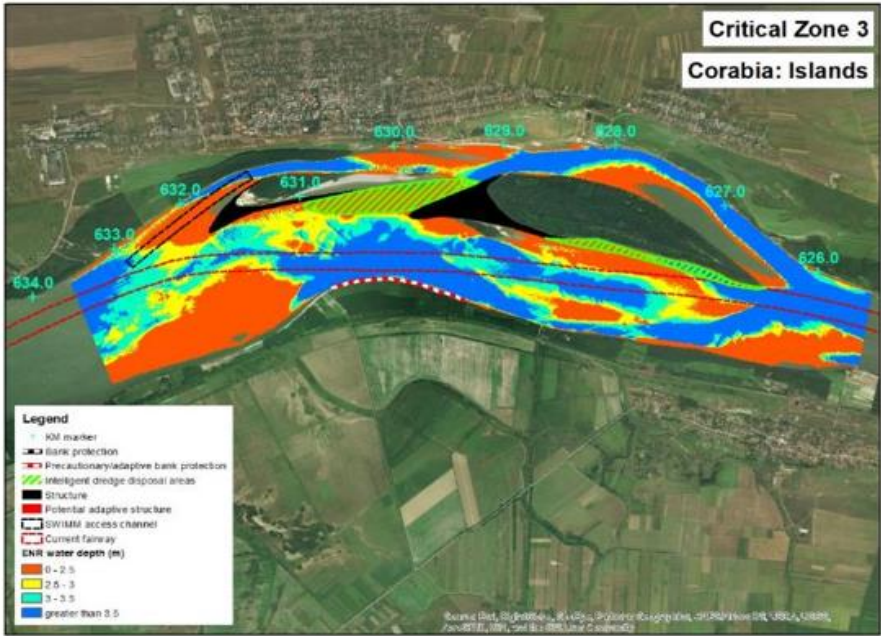 Critical Zone 3
Corabia: Islands
630.0
629.0
628.0
632.0
631.0
627.0
633.0
626.0
634.0
Legend
KM marker
Bank protection
Precautionary/adaptive bank protection
Intelligent dredge disposal areas
Structure
Potential adaptive structure
SWIMM access channel
Current fairway
ENR water depth (m)
0 - 2.5
2.5 - 3
3 - 3.5
greater than 3.5